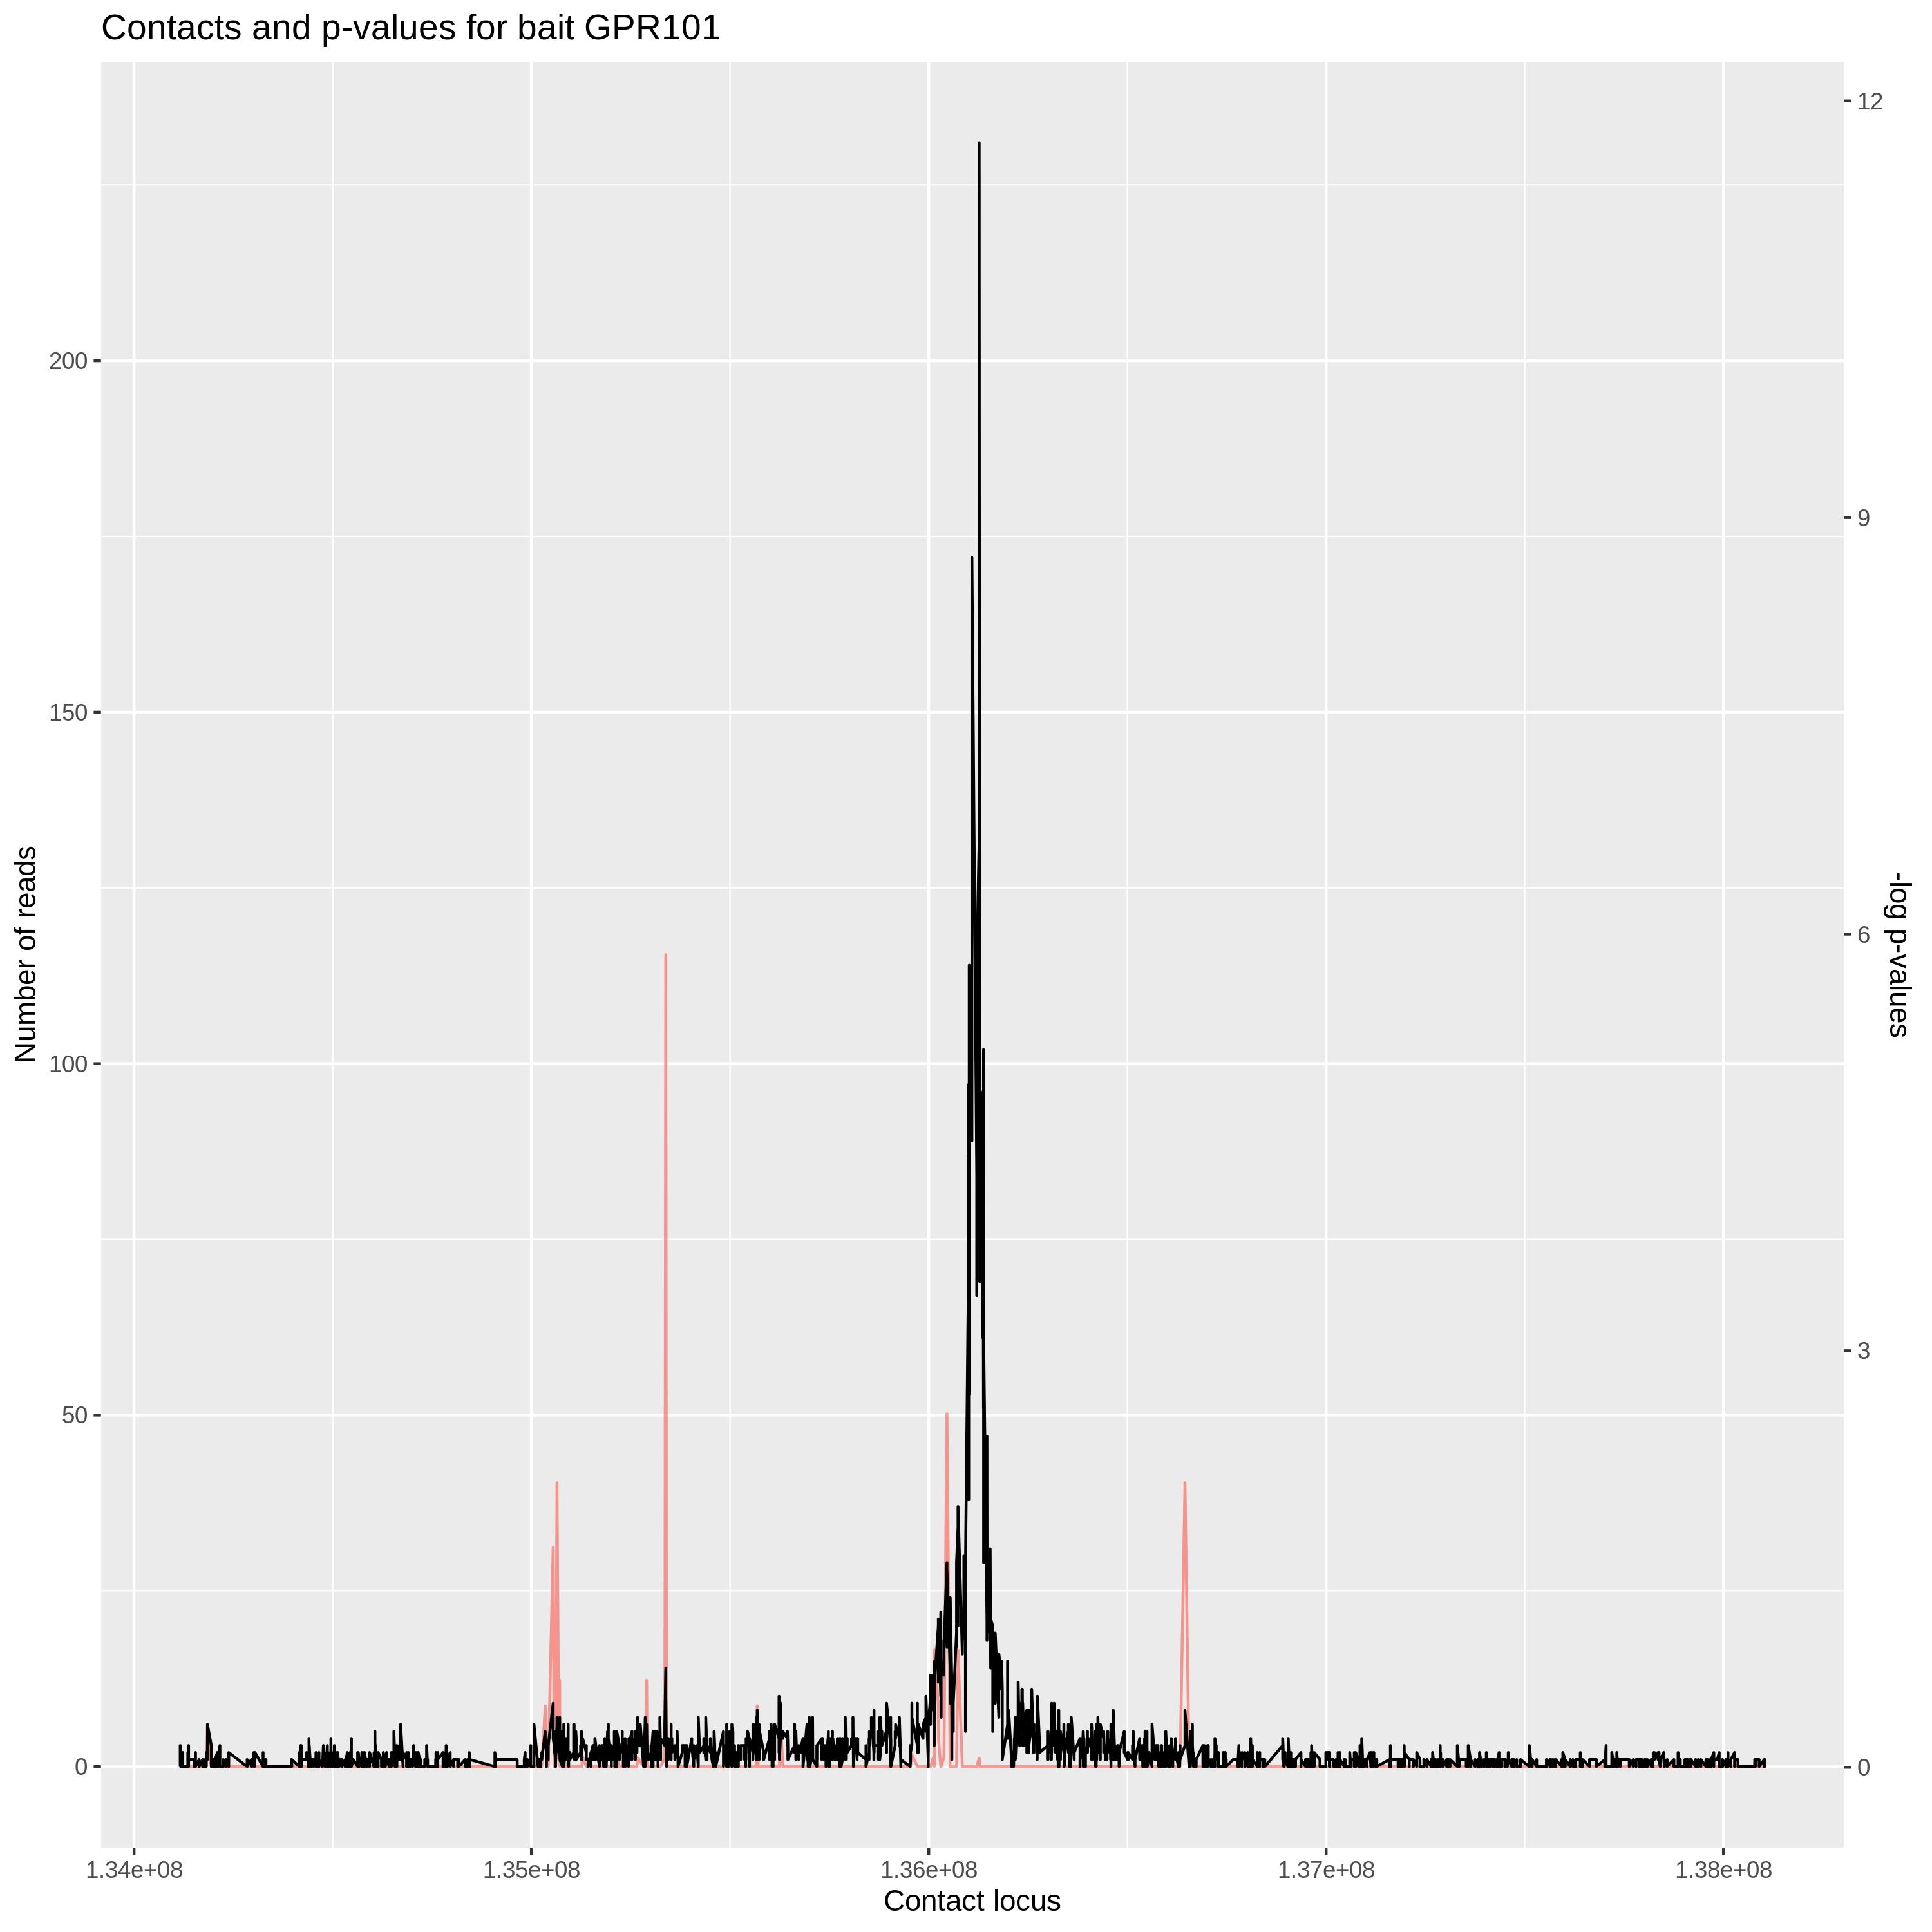 Contacts and p-values for bait GPR101
12
9
6
3
0
200
150
100
50
0
Number of reads
-log p-values
1.34e+08 1.35e+08 1.36e+08 1.37e+08 1.38e+08
Contact locus